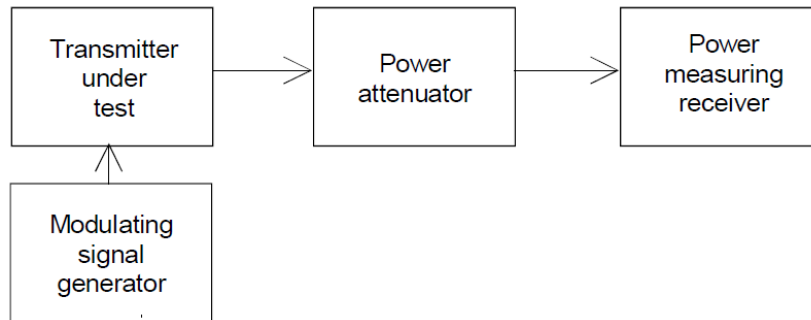 Transmitter
under
test
Power
attenuator
Power
measuring
receiver
Modulating
signal
generator